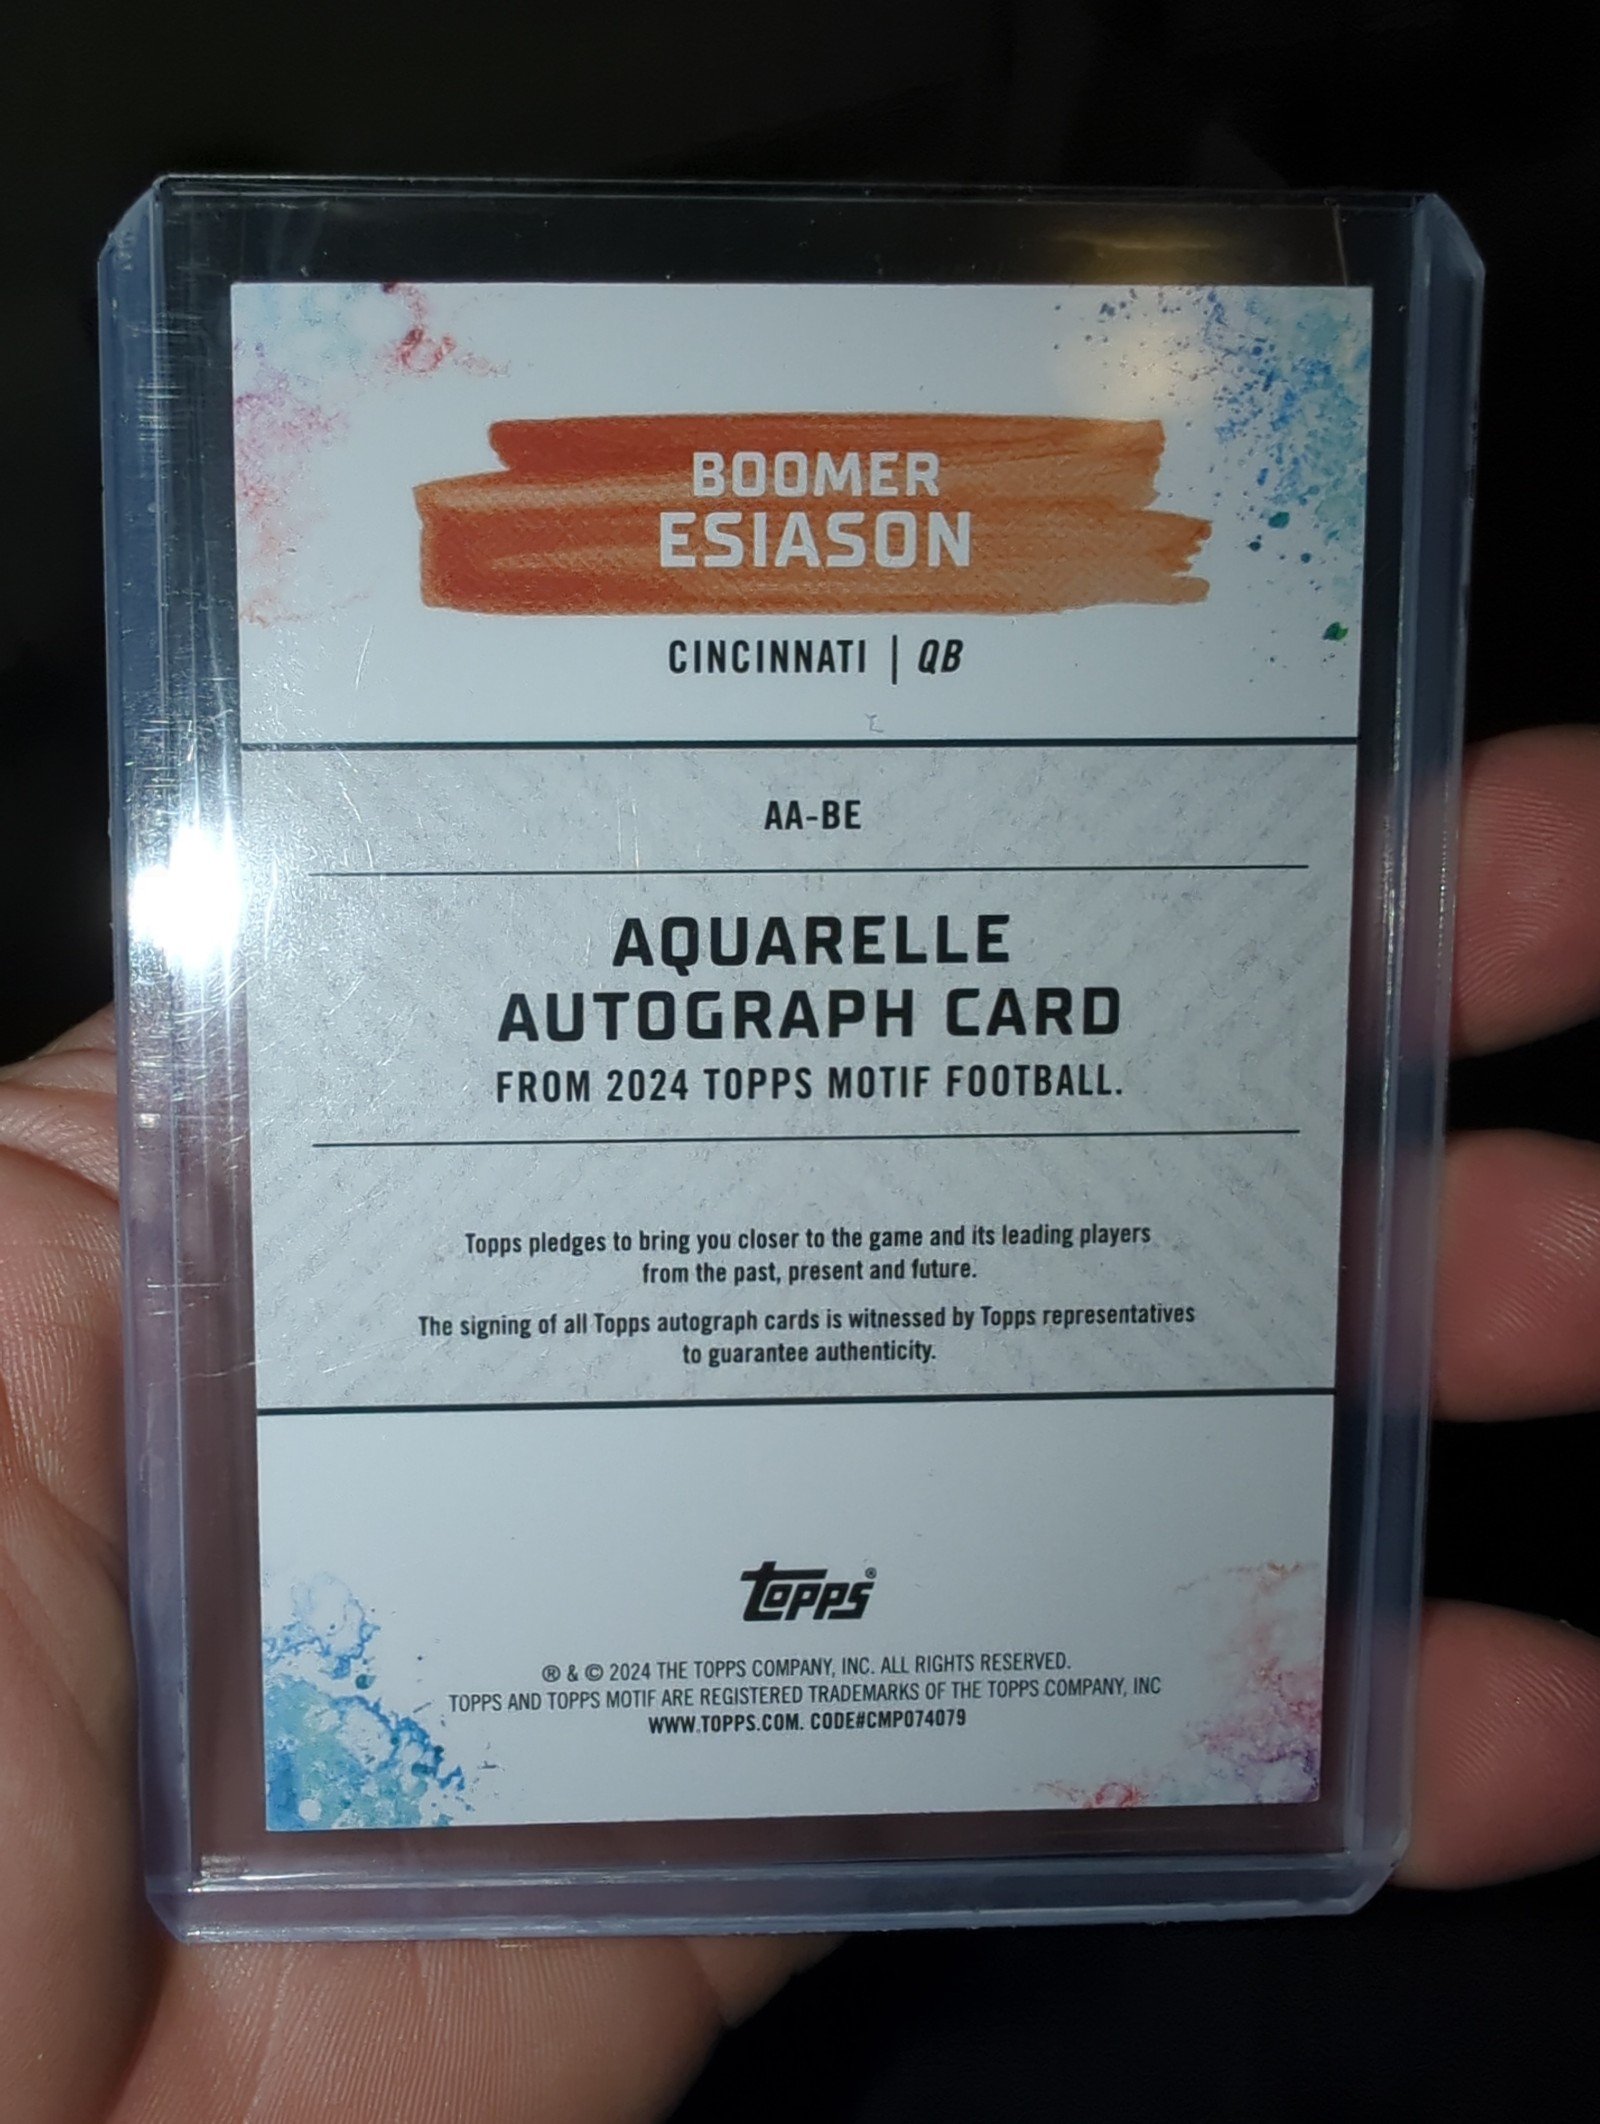 BOOMER
ESIASON
CINCINNATI | QB
AA-BE
AQUARELLE
AUTOGRAPH CARD
FROM 2024 TOPPS MOTIF FOOTBALL.
Topps pledges to bring you closer to the game and its leading players
from the past, present and future.
The signing of all Topps autograph cards is witnessed by Topps representatives
to guarantee authenticity.
topps®
® & © 2024 THE TOPPS COMPANY, INC. ALL RIGHTS RESERVED.
TOPPS AND TOPPS MOTIF ARE REGISTERED TRADEMARKS OF THE TOPPS COMPANY, INC
WWW.TOPPS.COM. CODE#CMP074079